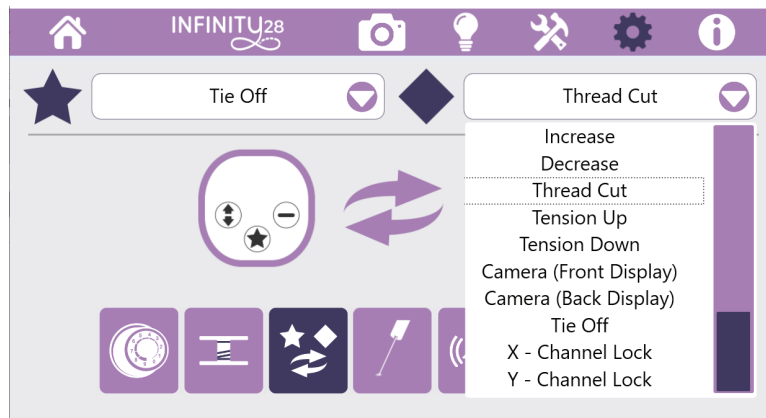 INFINITY28
Tie Off
Thread Cut
Increase
Decrease
Thread Cut
Tension Up
Tension Down
Camera (Front Display)
Camera (Back Display)
Tie Off
X - Channel Lock
Y - Channel Lock